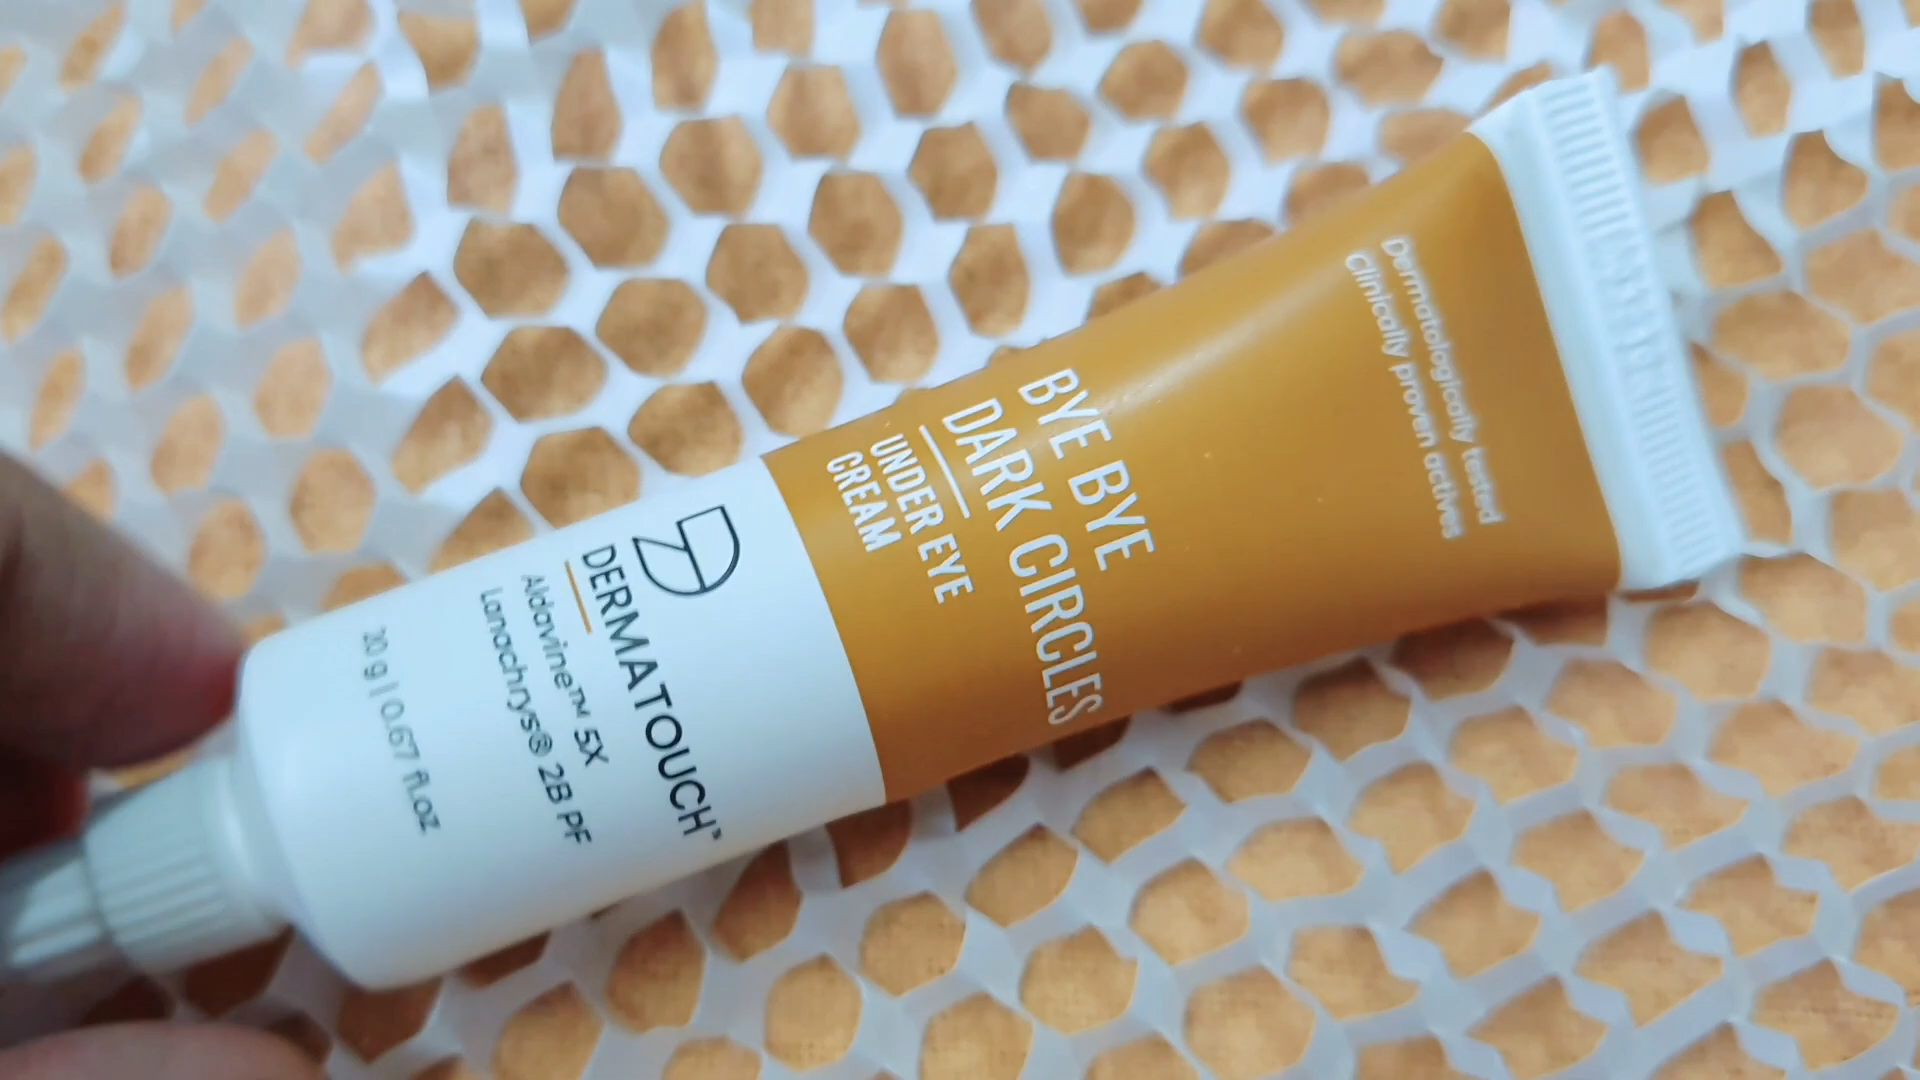 Dermatologically tested
Clinically proven actives
BYE BYE
DARK CIRCLES
UNDER EYE
CREAM
DERMATOUCH™
Aldavine™ 5X
Lanachrys® 2B PF
20 g | 0.67 fl.oz